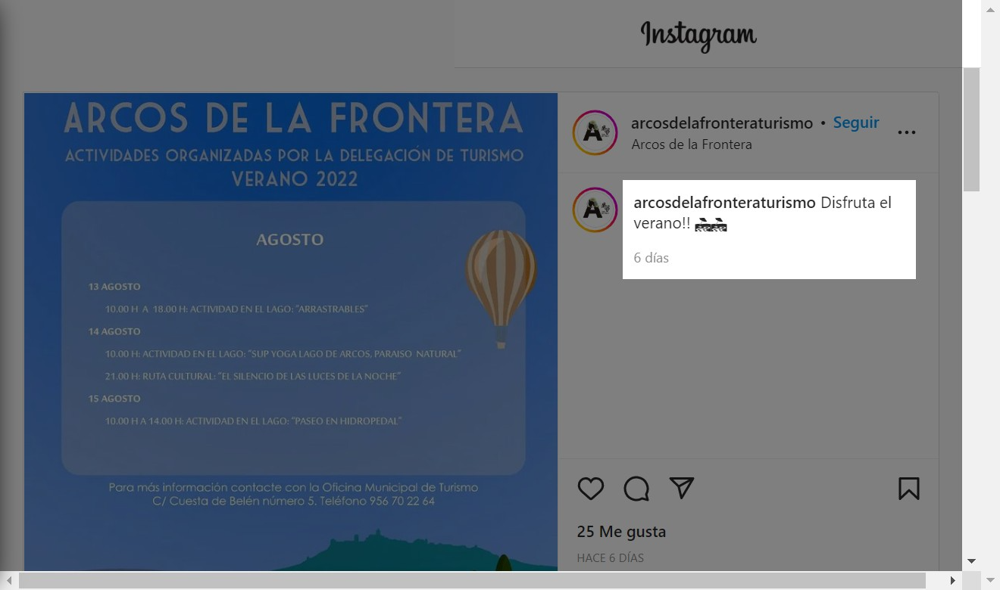 Instagram
ARCOS DE LA FRONTERA
ACTIVIDADES ORGANIZADAS POR LA DELEGACIÓN DE TURISMO
VERANO 2022
AGOSTO
13 AGOSTO
10.00 H A 18.00 H: ACTIVIDAD EN EL LAGO: "ARRASTRABLES"
14 AGOSTO
10.00 H: ACTIVIDAD EN EL LAGO: "SUP YOGA LAGO DE ARCOS, PARAISO NATURAL"
21.00 H: RUTA CULTURAL: "EL SILENCIO DE LAS LUCES DE LA NOCHE"
15 AGOSTO
10.00 H A 14.00 H: ACTIVIDAD EN EL LAGO: "PASEO EN HIDROPEDAL"
Para más información contacte con la Oficina Municipal de Turismo
C/ Cuesta de Belén número 5. Teléfono 956 70 22 64
arcosdelafronteraturismo • Seguir
Arcos de la Frontera
arcosdelafronteraturismo Disfruta el
verano!!
6 días
25 Me gusta
HACE 6 DÍAS